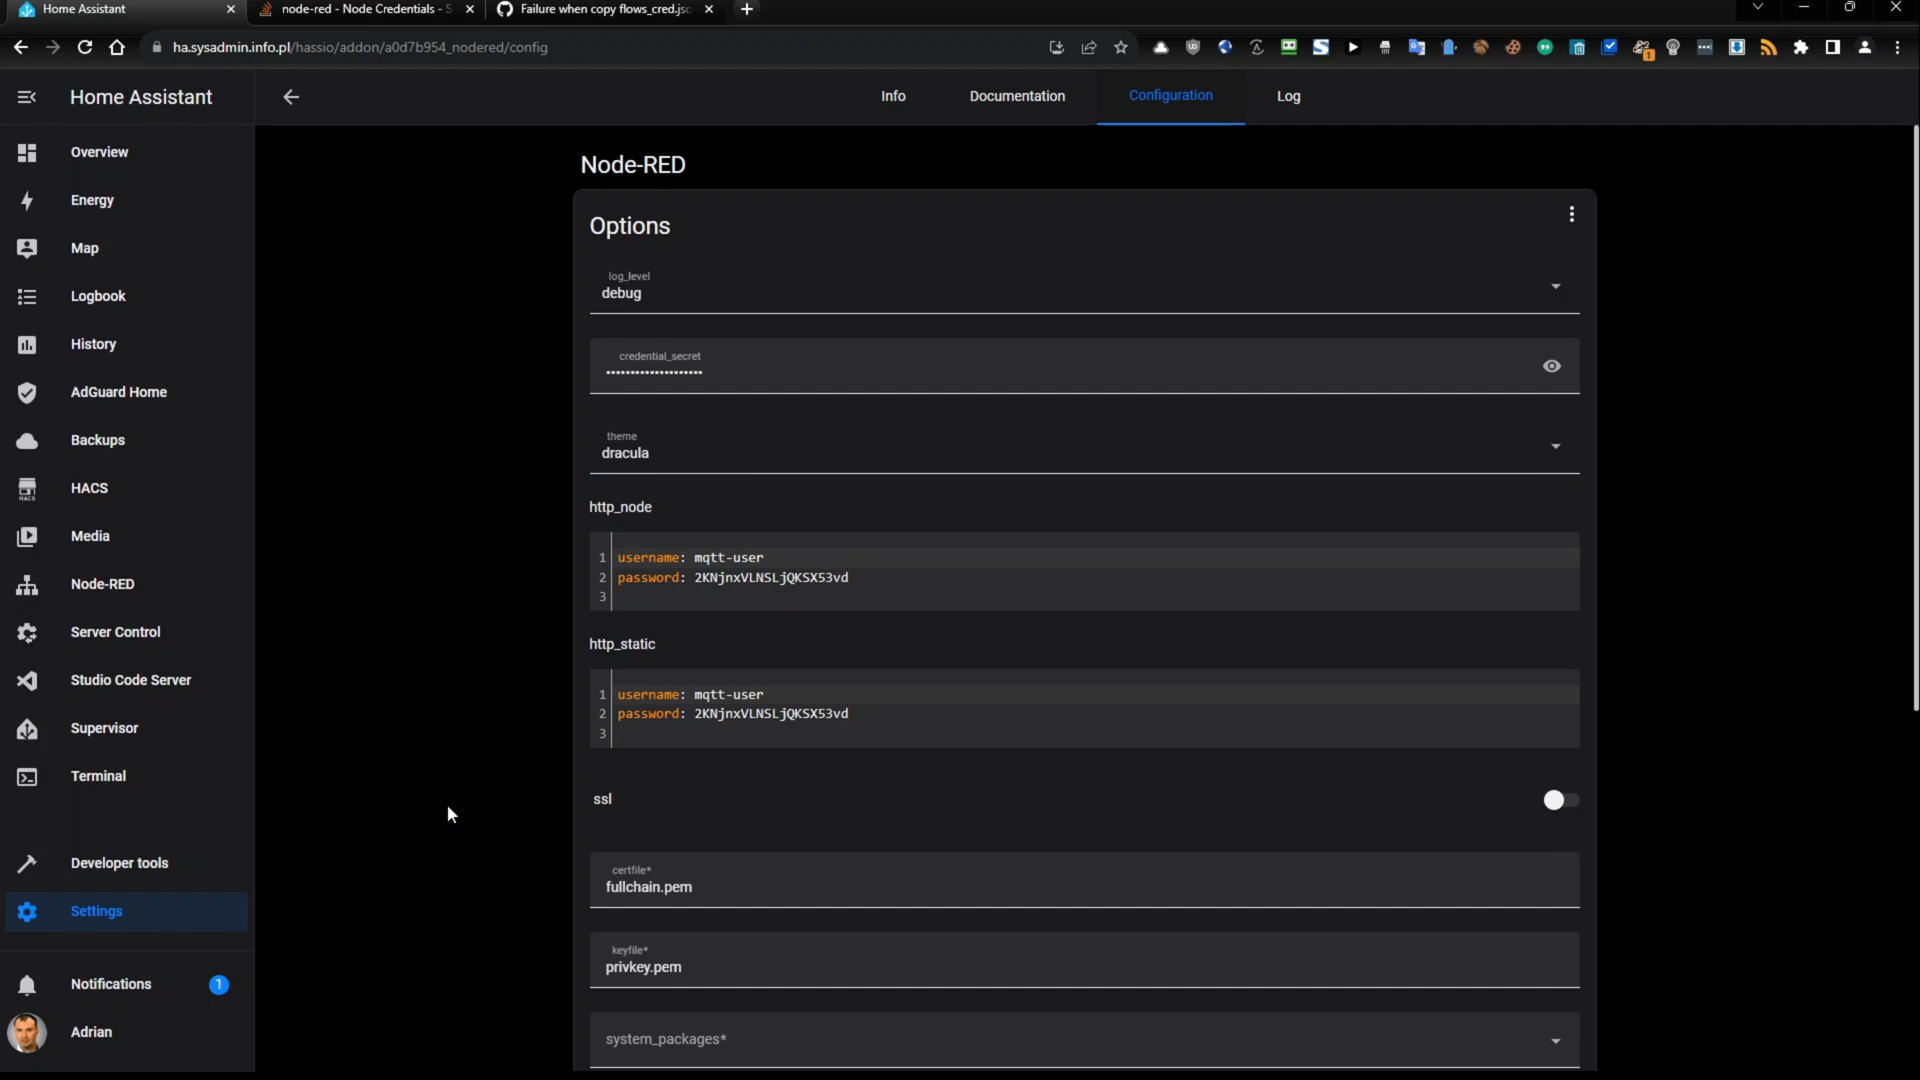 Home Assistant
node-red - Node Credentials - S
Failure when copy flows_cred.jsc
ha.sysadmin.info.pl/hassio/addon/a0d7b954_nodered/config
Home Assistant
Info
Documentation
Configuration
Log
Overview
Energy
Map
Logbook
History
AdGuard Home
Backups
HACS
HACS
Media
Node-RED
Server Control
Studio Code Server
Supervisor
Terminal
Developer tools
Settings
Notifications
1
Adrian
Node-RED
Options
log_level
debug
credential_secret
•••••••••••••••••••••
theme
dracula
http_node
1 username: mqtt-user
2 password: 2KNjnxVLNSLjQKSX53vd
3
http_static
1 username: mqtt-user
2 password: 2KNjnxVLNSLjQKSX53vd
3
ssl
certfile*
fullchain.pem
keyfile*
privkey.pem
system_packages*